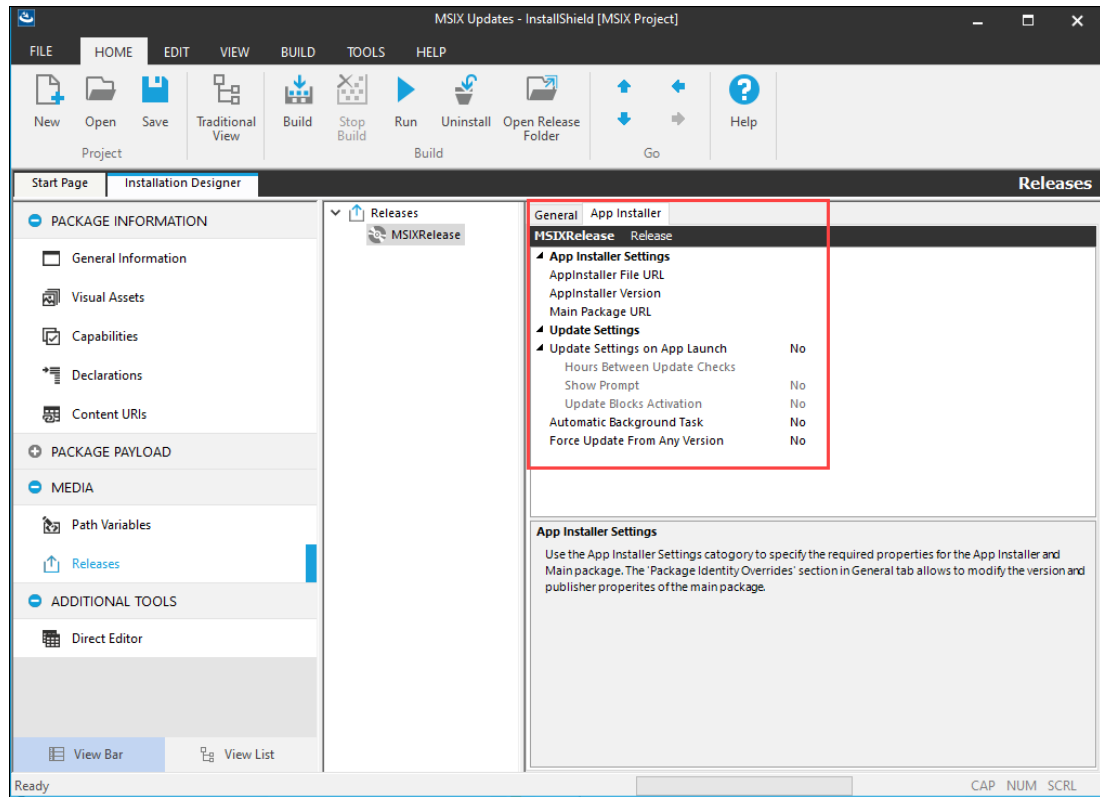 MSIX Updates - InstallShield [MSIX Project]
FILE HOME EDIT VIEW BUILD TOOLS HELP
New Open Save Traditional View Build Stop Build Run Uninstall Open Release Folder Help
Project Build Go
Start Page Installation Designer Releases
PACKAGE INFORMATION
General Information
Visual Assets
Capabilities
Declarations
Content URIs
PACKAGE PAYLOAD
MEDIA
Path Variables
Releases
ADDITIONAL TOOLS
Direct Editor
View Bar View List
Releases
MSIXRelease
General App Installer
MSIXRelease Release
App Installer Settings
AppInstaller File URL
AppInstaller Version
Main Package URL
Update Settings
Update Settings on App Launch No
Hours Between Update Checks
Show Prompt No
Update Blocks Activation No
Automatic Background Task No
Force Update From Any Version No
App Installer Settings
Use the App Installer Settings catogory to specify the required properties for the App Installer and
Main package. The 'Package Identity Overrides' section in General tab allows to modify the version and
publisher properites of the main package.
Ready CAP NUM SCRL